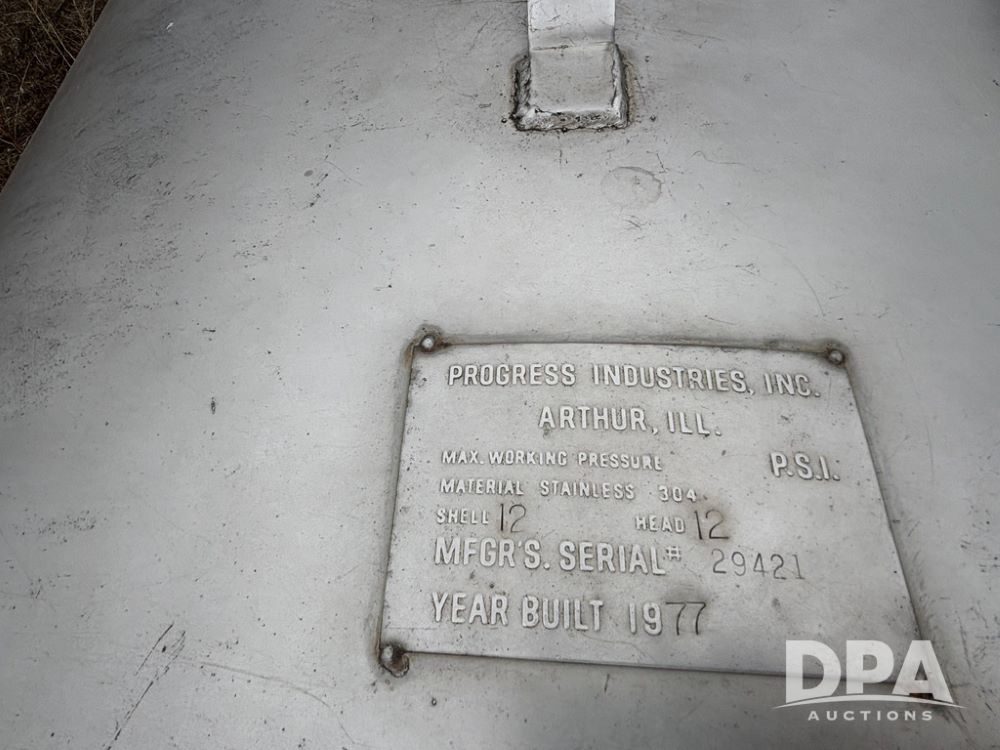 PROGRESS INDUSTRIES, INC.
ARTHUR, ILL.
MAX. WORKING PRESSURE P.S.I.
MATERIAL STAINLESS 304
SHELL 12 HEAD 12
MFGR'S. SERIAL# 29421
YEAR BUILT 1977
DPA
AUCTIONS